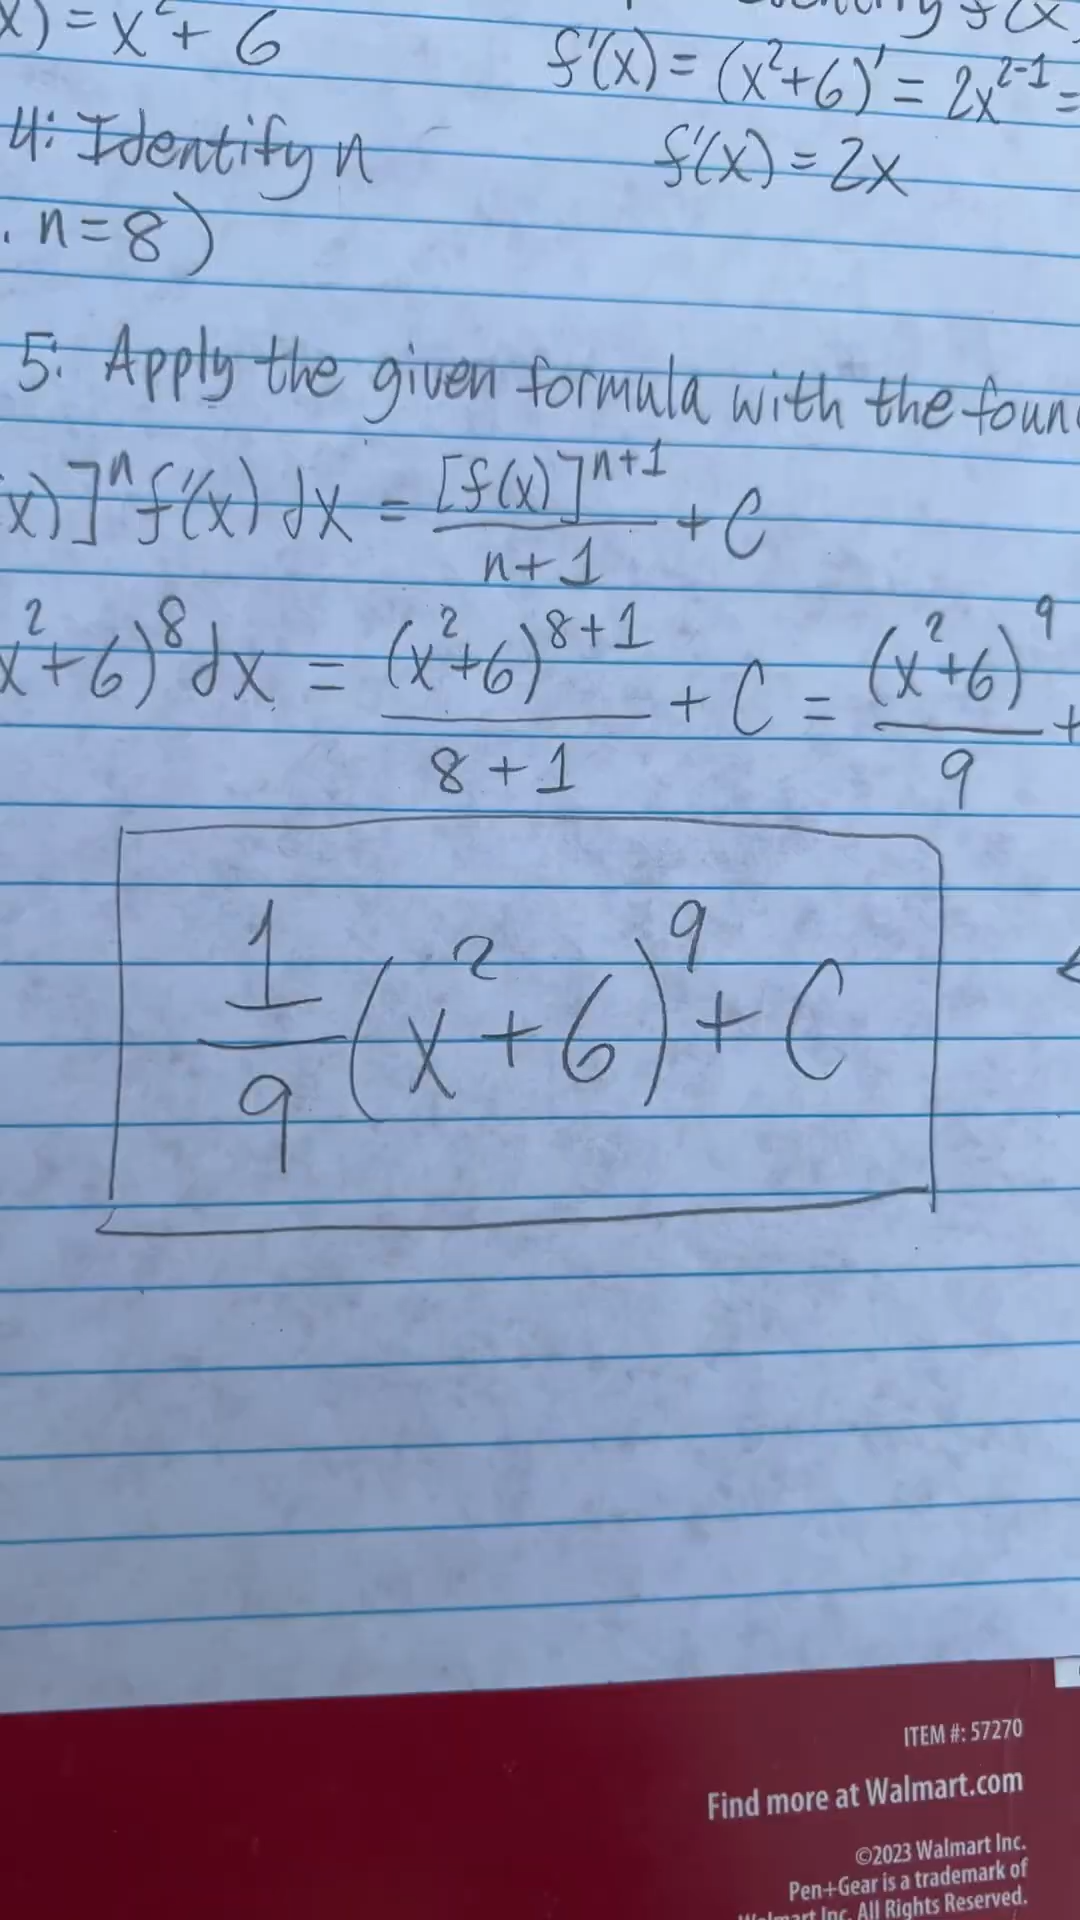 x) = x² + 6
f'(x) = (x²+6)' = 2x²⁻¹ =
4: Identify n
f'(x) = 2x
. n = 8)
5: Apply the given formula with the foun
x)]ⁿ f'(x) dx = [f(x)]ⁿ⁺¹ / n+1 + C
x²+6)⁸ dx = (x²+6)⁸⁺¹ / 8+1 + C = (x²+6)⁹ / 9 +
1/9 (x²+6)⁹ + C
ITEM #: 57270
Find more at Walmart.com
©2023 Walmart Inc.
Pen+Gear is a trademark of
Walmart Inc. All Rights Reserved.